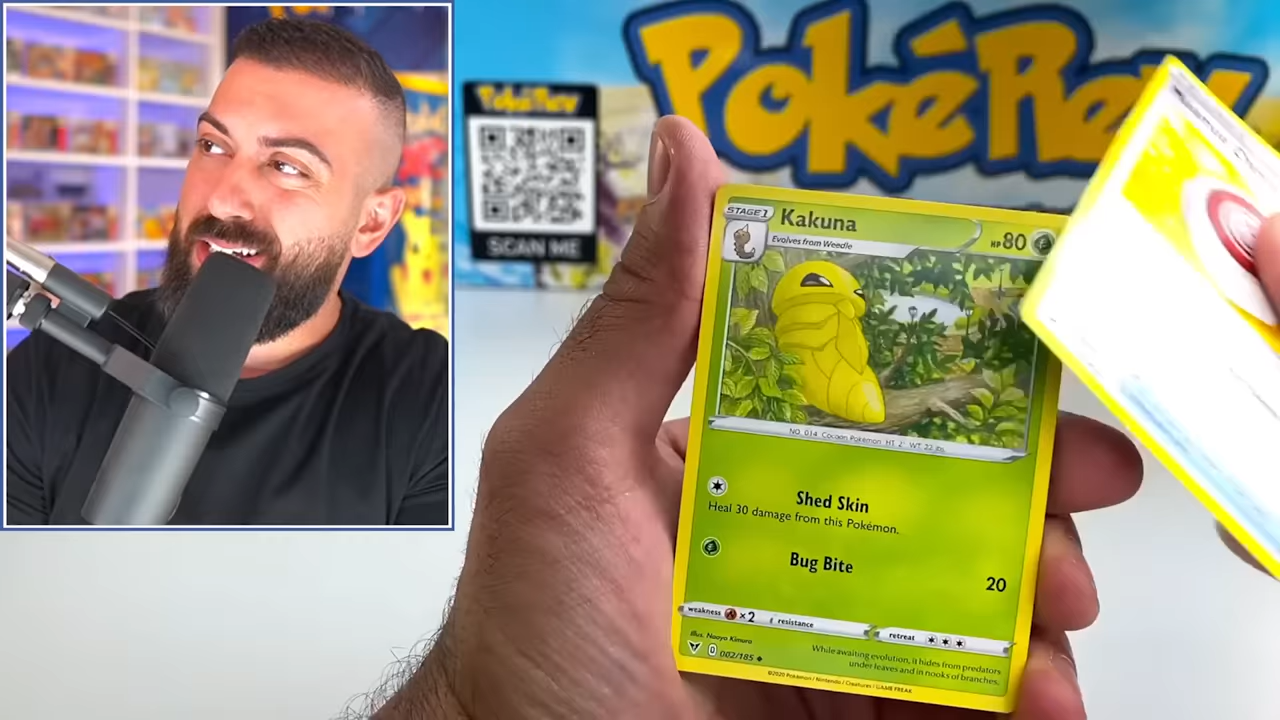 PokéRev
PokéRev
SCAN ME
STAGE 1
Kakuna
HP 80
Evolves from Weedle
NO. 014 Cocoon Pokémon HT: 2' WT: 22 lbs.
Shed Skin
Heal 30 damage from this Pokémon.
Bug Bite
20
weakness
×2
resistance
retreat
Illus. Naoyo Kimura
D
002/185
While awaiting evolution, it hides from predators
under leaves and in nooks of branches.
©2020 Pokémon / Nintendo / Creatures / GAME FREAK